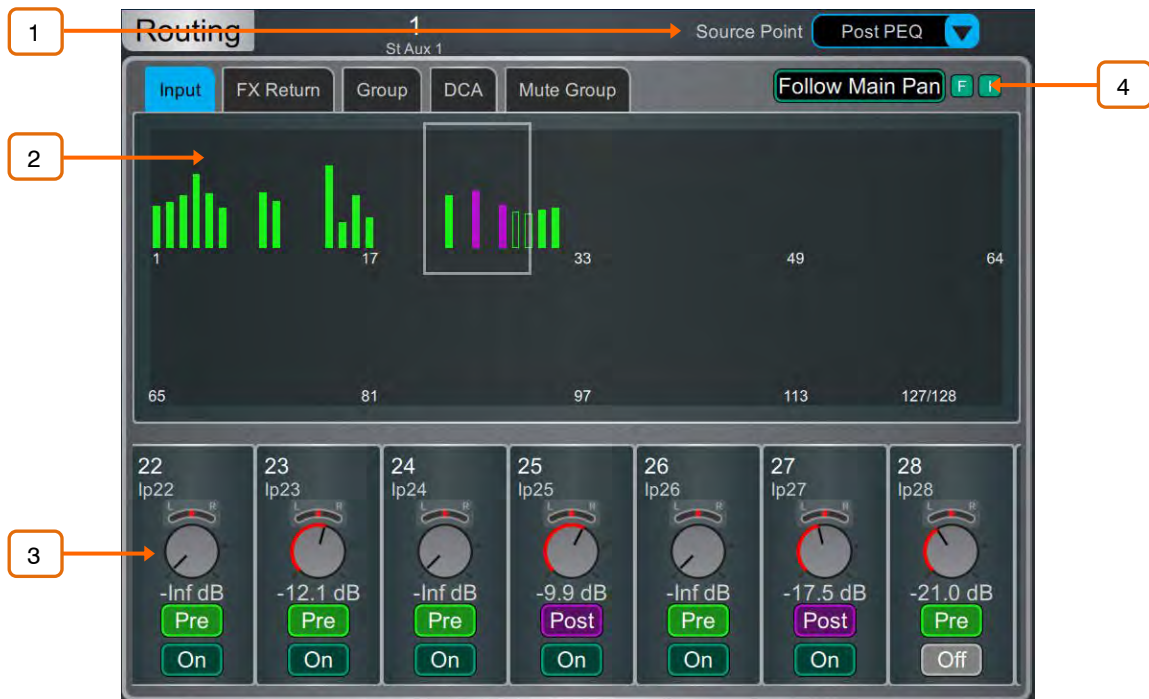 1
Routing
1
St Aux 1
Source Point
Post PEQ
Input
FX Return
Group
DCA
Mute Group
Follow Main Pan
F
I
4
2
1
17
33
49
64
65
81
97
113
127/128
3
22
Ip22
L R
-Inf dB
Pre
On
23
Ip23
L R
-12.1 dB
Pre
On
24
Ip24
L R
-Inf dB
Pre
On
25
Ip25
L R
-9.9 dB
Post
On
26
Ip26
L R
-Inf dB
Pre
On
27
Ip27
L R
-17.5 dB
Post
On
28
Ip28
L R
-21.0 dB
Pre
Off